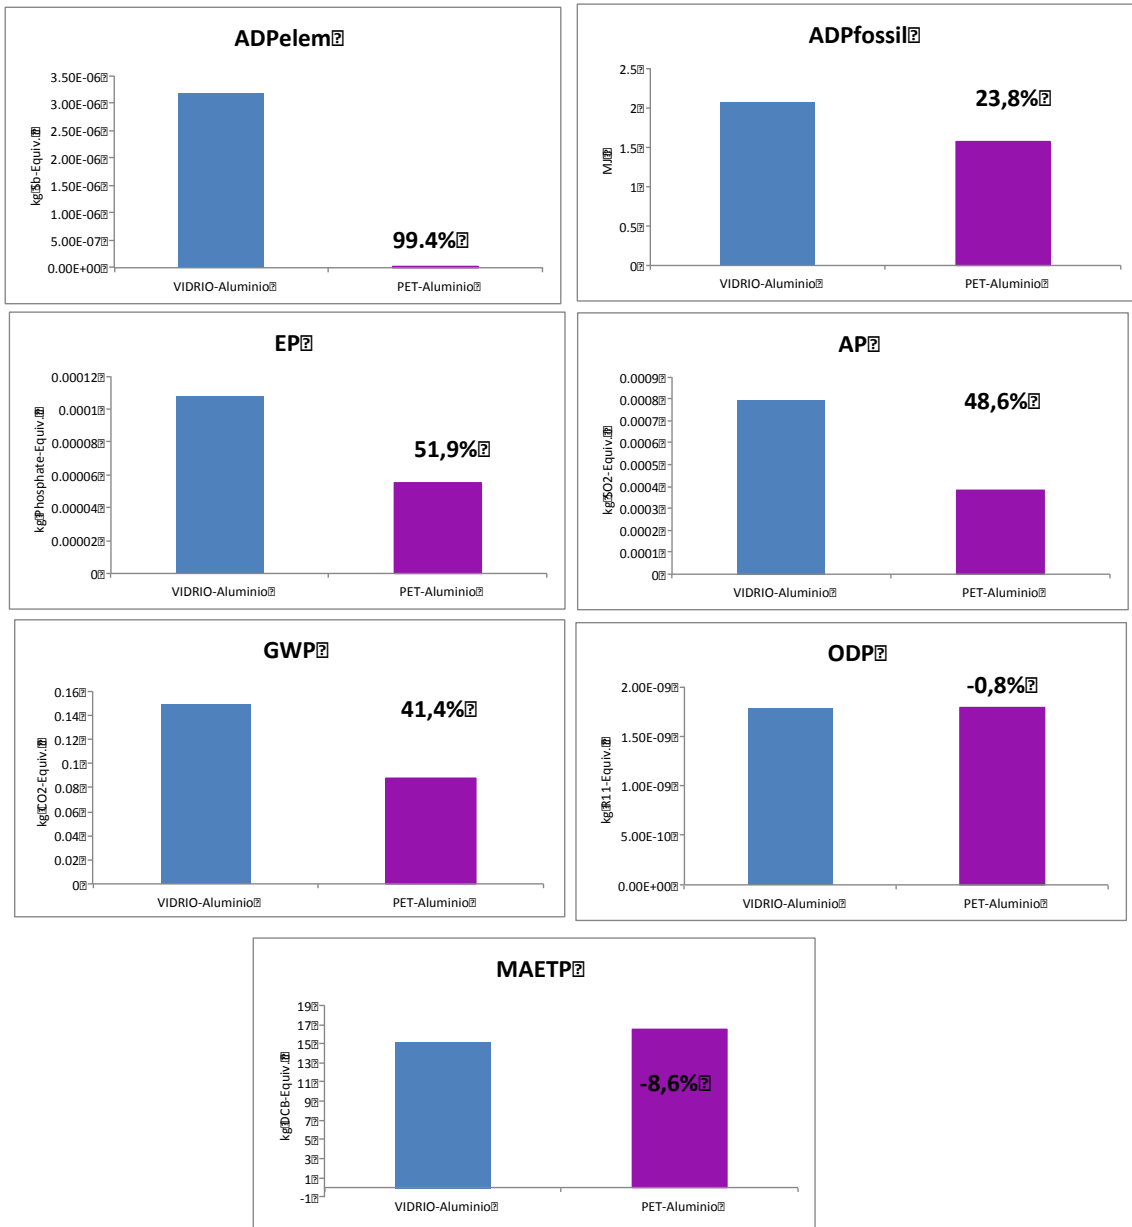 ADPelem
3.50E-06
3.00E-06
2.50E-06
2.00E-06
1.50E-06
1.00E-06
5.00E-07
0.00E+00
kg Sb-Equiv.
99.4%
VIDRIO-Aluminio
PET-Aluminio
ADPfossil
2.5
2
1.5
1
0.5
0
MJ
23,8%
VIDRIO-Aluminio
PET-Aluminio
EP
0.00012
0.0001
0.00008
0.00006
0.00004
0.00002
0
kg Phosphate-Equiv.
51,9%
VIDRIO-Aluminio
PET-Aluminio
AP
0.0009
0.0008
0.0007
0.0006
0.0005
0.0004
0.0003
0.0002
0.0001
0
kg SO2-Equiv.
48,6%
VIDRIO-Aluminio
PET-Aluminio
GWP
0.16
0.14
0.12
0.1
0.08
0.06
0.04
0.02
0
kg CO2-Equiv.
41,4%
VIDRIO-Aluminio
PET-Aluminio
ODP
2.00E-09
1.50E-09
1.00E-09
5.00E-10
0.00E+00
kg R11-Equiv.
-0,8%
VIDRIO-Aluminio
PET-Aluminio
MAETP
19
17
15
13
11
9
7
5
3
1
-1
kg DCB-Equiv.
-8,6%
VIDRIO-Aluminio
PET-Aluminio